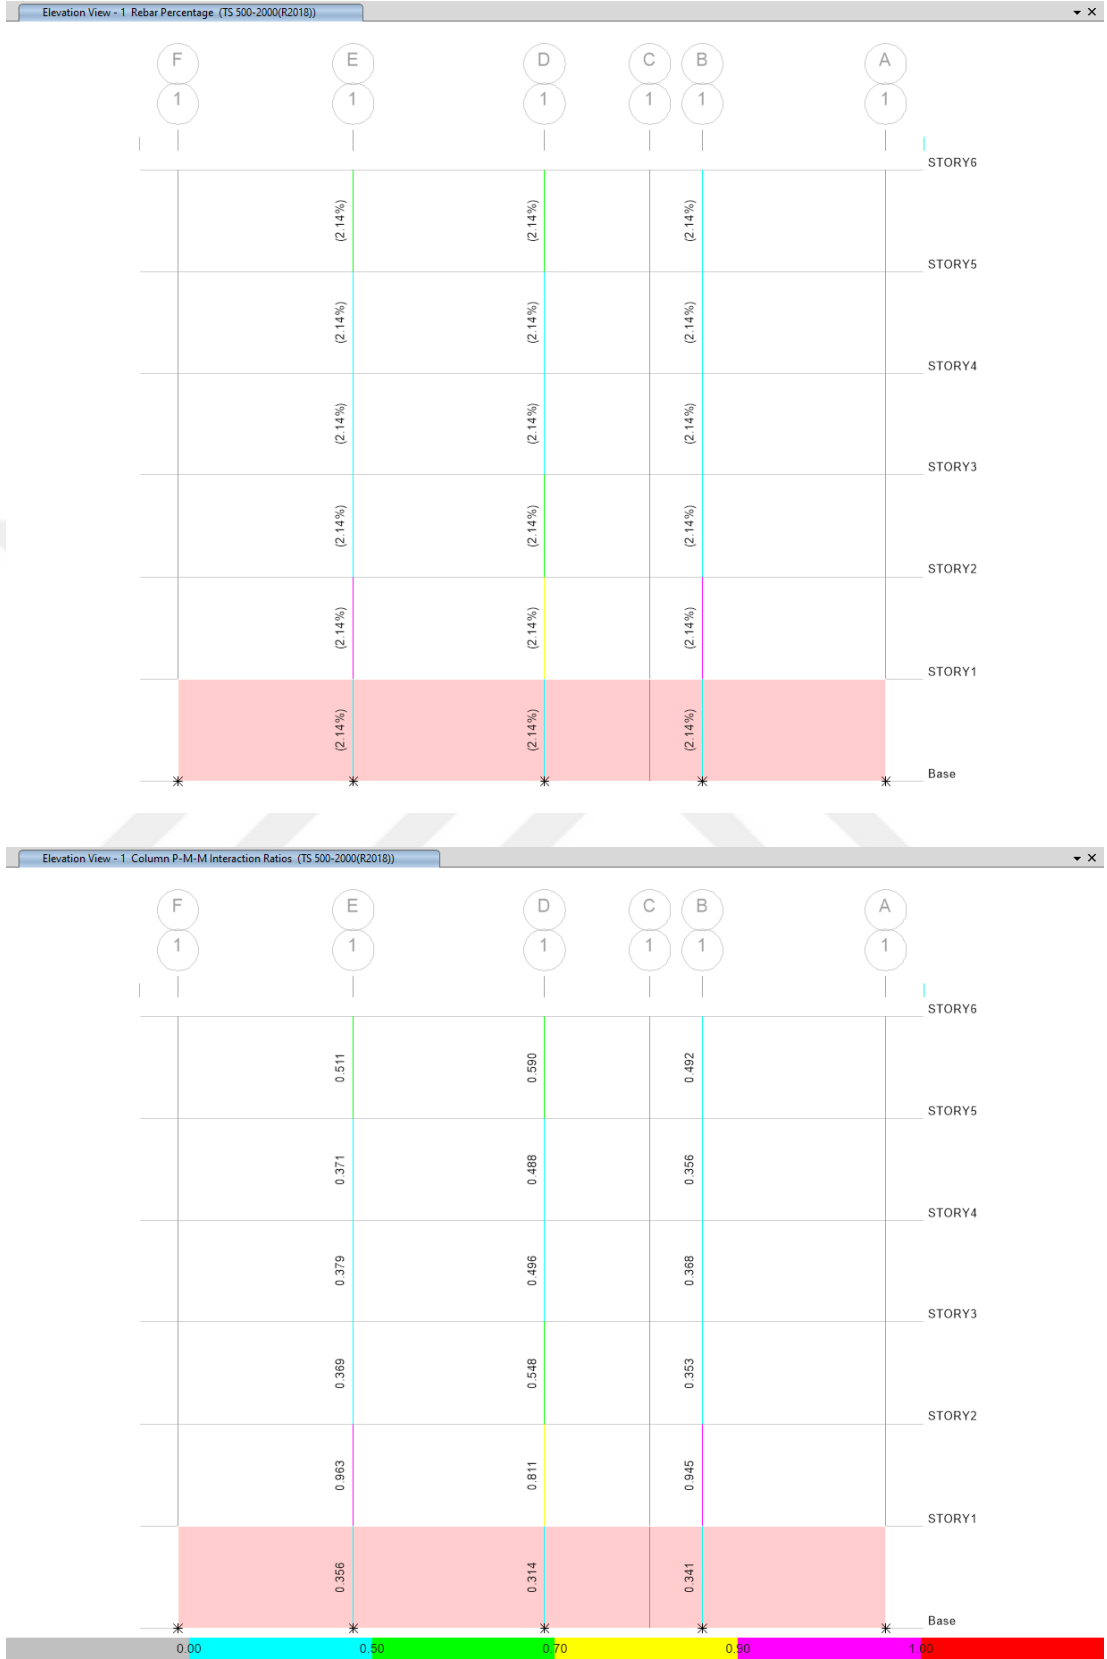 Elevation View - 1 Rebar Percentage (TS 500-2000(R2018))
F E D C B A
1 1 1 1 1 1
STORY6
(2.14%) (2.14%) (2.14%)
STORY5
(2.14%) (2.14%) (2.14%)
STORY4
(2.14%) (2.14%) (2.14%)
STORY3
(2.14%) (2.14%) (2.14%)
STORY2
(2.14%) (2.14%) (2.14%)
STORY1
(2.14%) (2.14%) (2.14%)
Base
Elevation View - 1 Column P-M-M Interaction Ratios (TS 500-2000(R2018))
F E D C B A
1 1 1 1 1 1
STORY6
0.511 0.590 0.492
STORY5
0.371 0.488 0.356
STORY4
0.379 0.496 0.368
STORY3
0.369 0.548 0.353
STORY2
0.963 0.811 0.945
STORY1
0.356 0.314 0.341
Base
0.00 0.50 0.70 0.90 1.00